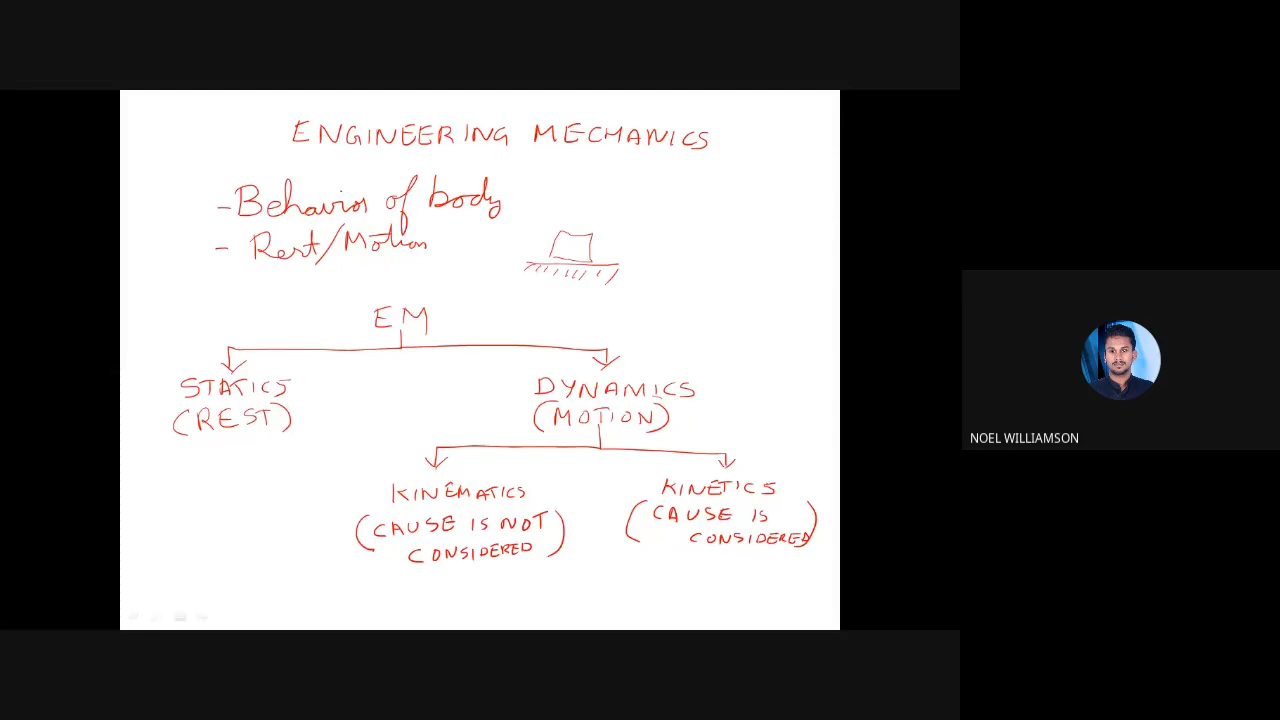 ENGINEERING MECHANICS
- Behavior of body
- Rest/Motion
EM
STATICS
(REST)
DYNAMICS
(MOTION)
KINEMATICS
(CAUSE IS NOT
CONSIDERED)
KINETICS
(CAUSE IS
CONSIDERED)
NOEL WILLIAMSON